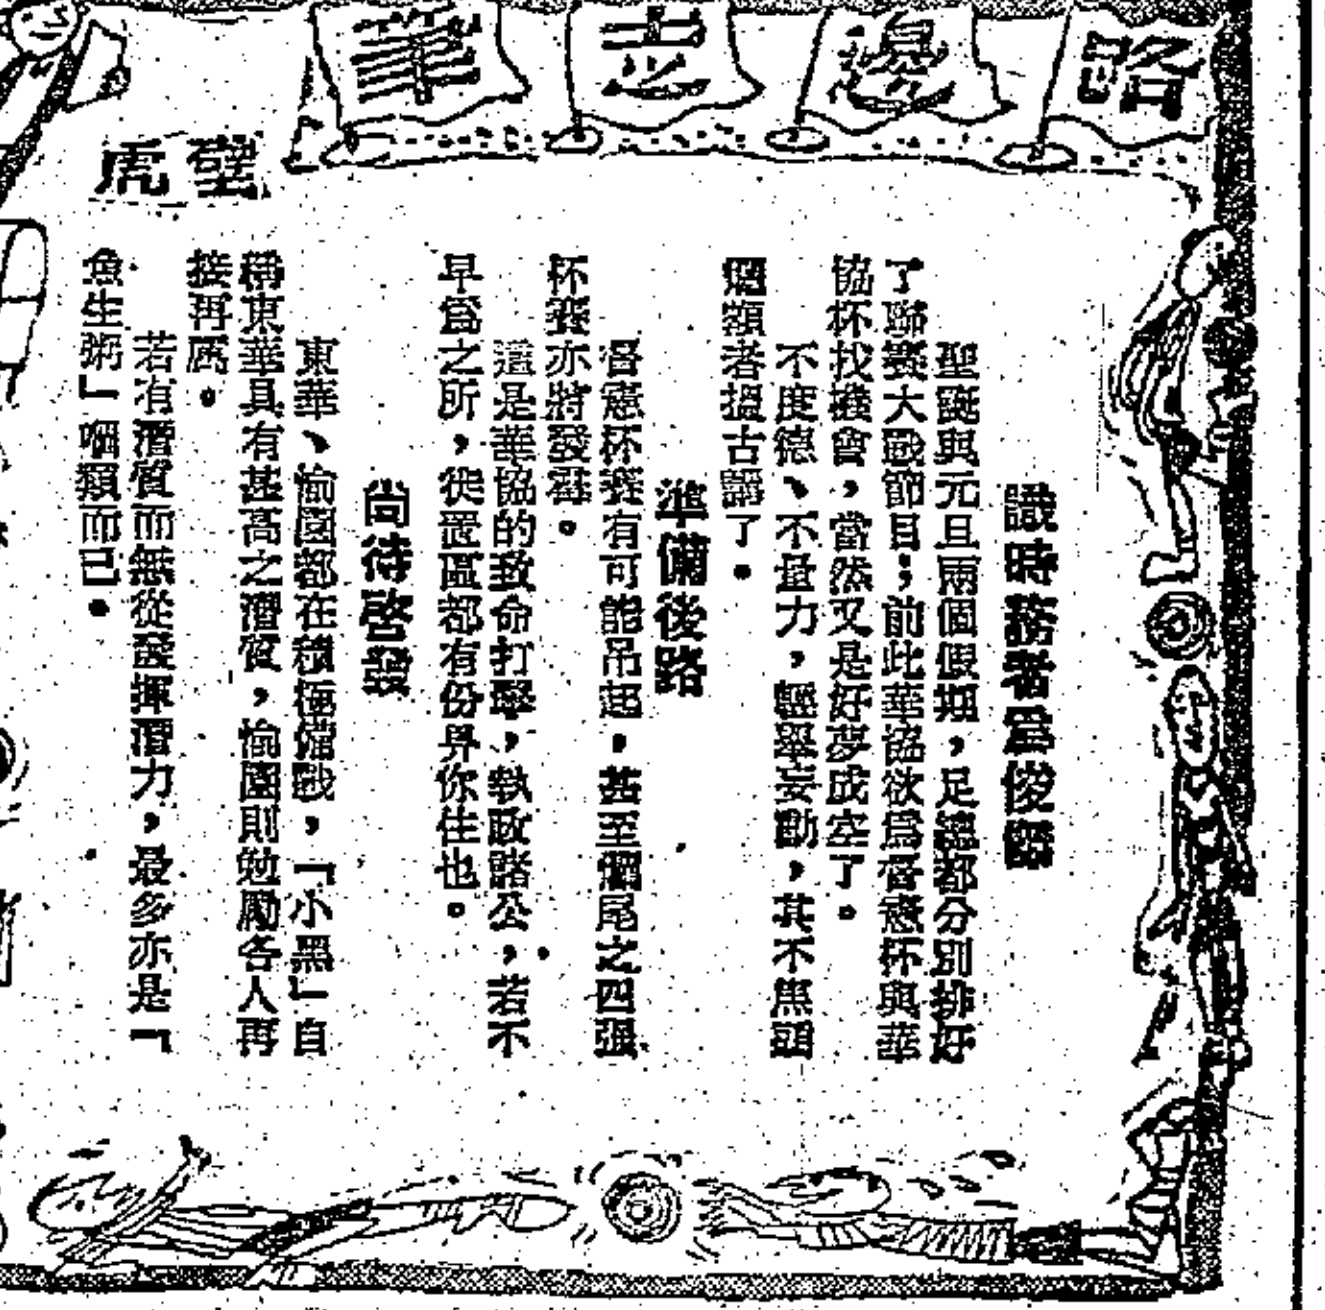 路邊走筆
壁虎
識時務者爲俊傑
聖誕與元旦兩個假期，足總都分別排好
了聯賽大戰節目；前此華協欲爲督憲杯與華
協杯找機會，當然又是好夢成空了。
不度德、不量力，輕舉妄動，其不焦頭
爛額者搵古講了。
準備後路
督憲杯賽有可能吊起，甚至彌尾之四强
杯賽亦將發霉。
這是華協的致命打擊，執政諸公，若不
早爲之所，徙置區都有份畀你住也。
尚待啓發
東華、愉園都在積極備戰，「小黑」自
稱東華具有甚高之潛質，愉園則勉勵各人再
接再厲。
若有潛質而無從發揮潛力，最多亦是「
魚生粥」嗰類而已。